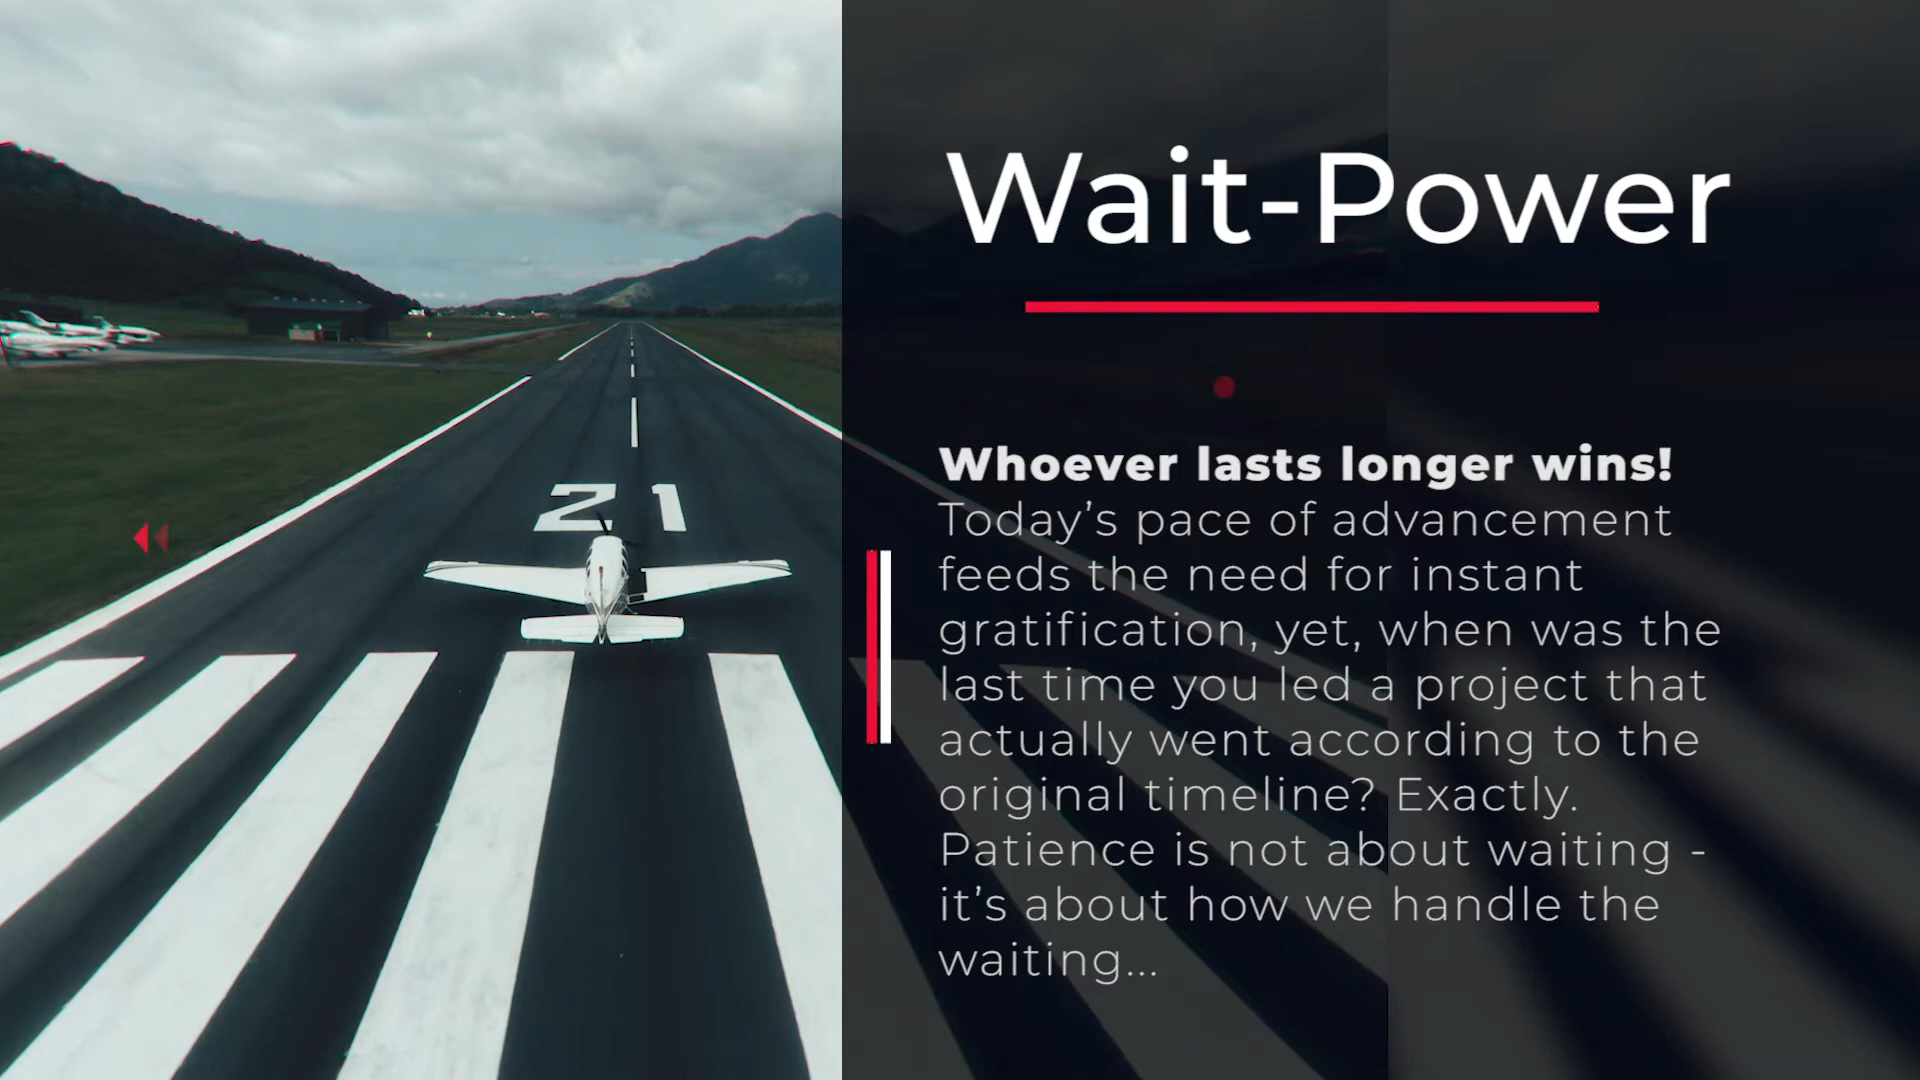 Wait-Power
Whoever lasts longer wins!
Today’s pace of advancement
feeds the need for instant
gratification, yet, when was the
last time you led a project that
actually went according to the
original timeline? Exactly.
Patience is not about waiting -
it’s about how we handle the
waiting...
21